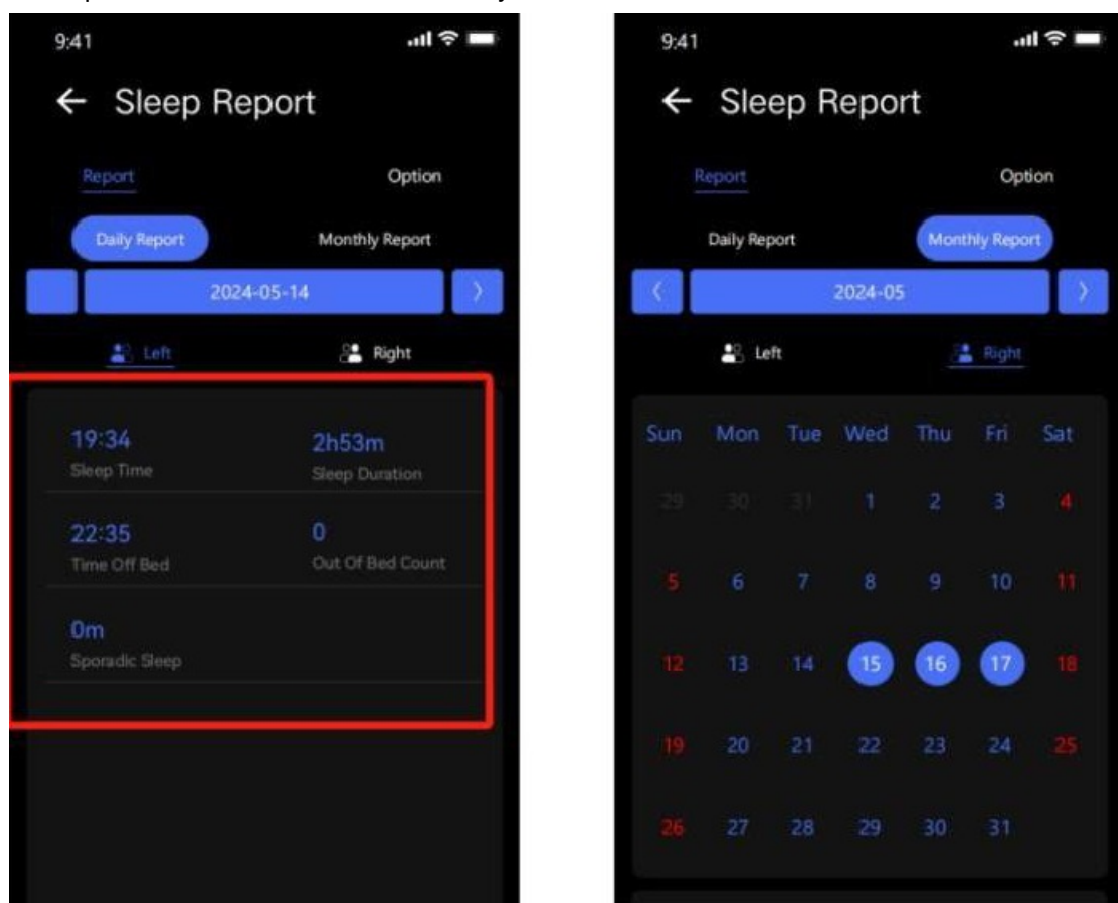 9:41
← Sleep Report
Report Option
Daily Report Monthly Report
2024-05-14 >
Left Right
19:34 2h53m
Sleep Time Sleep Duration
22:35 0
Time Off Bed Out Of Bed Count
0m
Sporadic Sleep
9:41
← Sleep Report
Report Option
Daily Report Monthly Report
< 2024-05 >
Left Right
Sun Mon Tue Wed Thu Fri Sat
29 30 31 1 2 3 4
5 6 7 8 9 10 11
12 13 14 15 16 17 18
19 20 21 22 23 24 25
26 27 28 29 30 31